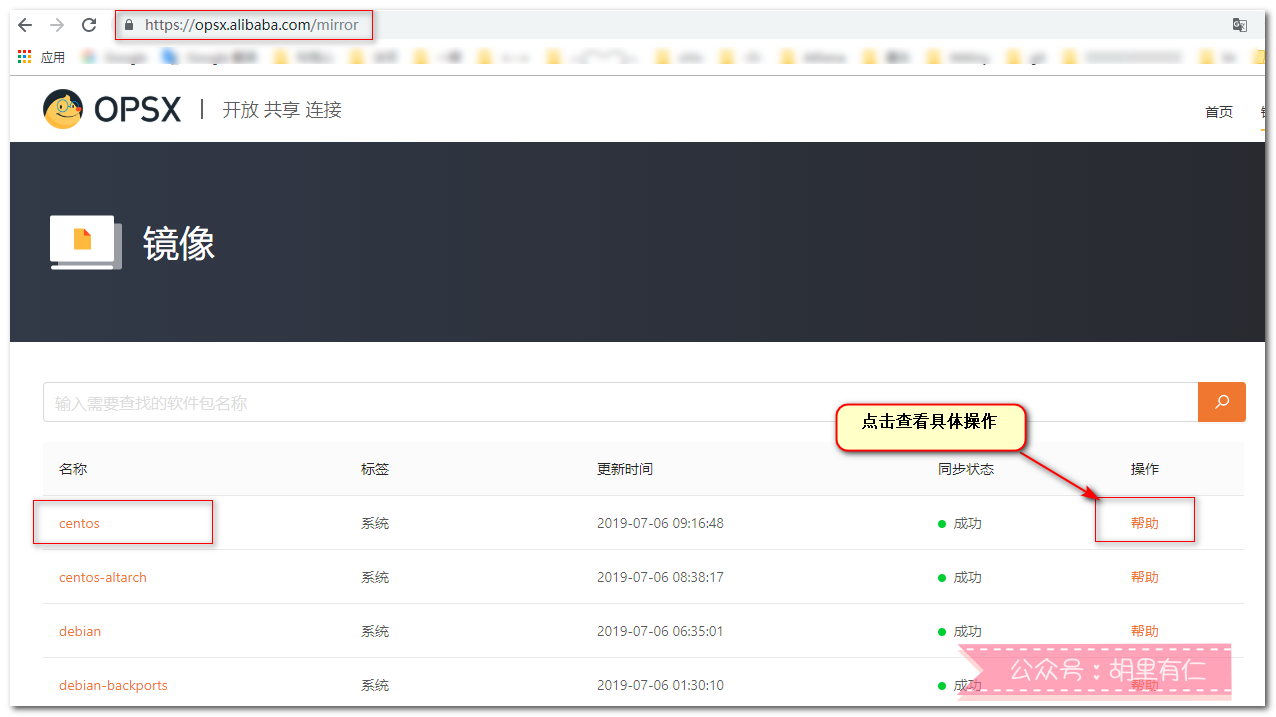 https://opsx.alibaba.com/mirror
应用
OPSX | 开放 共享 连接
首页
镜像
输入需要查找的软件包名称
点击查看具体操作
名称 标签 更新时间 同步状态 操作
centos 系统 2019-07-06 09:16:48 成功 帮助
centos-altarch 系统 2019-07-06 08:38:17 成功 帮助
debian 系统 2019-07-06 06:35:01 成功 帮助
debian-backports 系统 2019-07-06 01:30:10 成功 帮助
公众号：胡里有仁